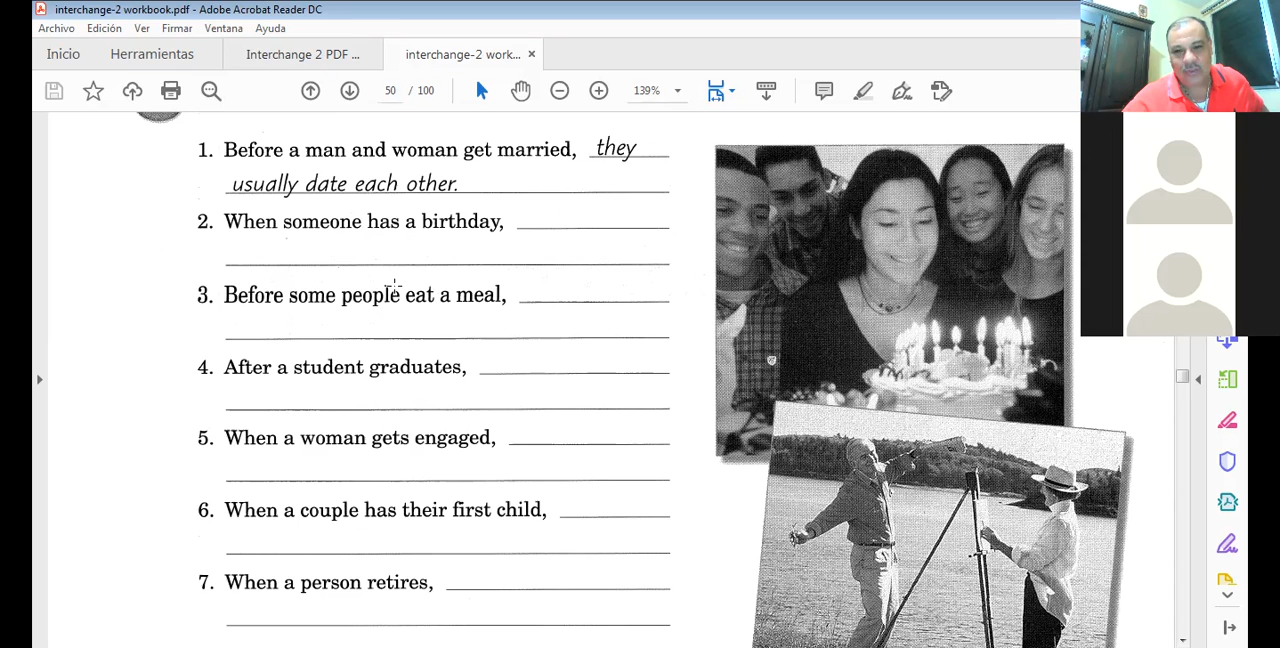 interchange-2 workbook.pdf - Adobe Acrobat Reader DC
Archivo Edición Ver Firmar Ventana Ayuda
Inicio Herramientas Interchange 2 PDF ... interchange-2 work... ×
50 / 100 139%
1. Before a man and woman get married, they
usually date each other.
2. When someone has a birthday,
3. Before some people eat a meal,
4. After a student graduates,
5. When a woman gets engaged,
6. When a couple has their first child,
7. When a person retires,